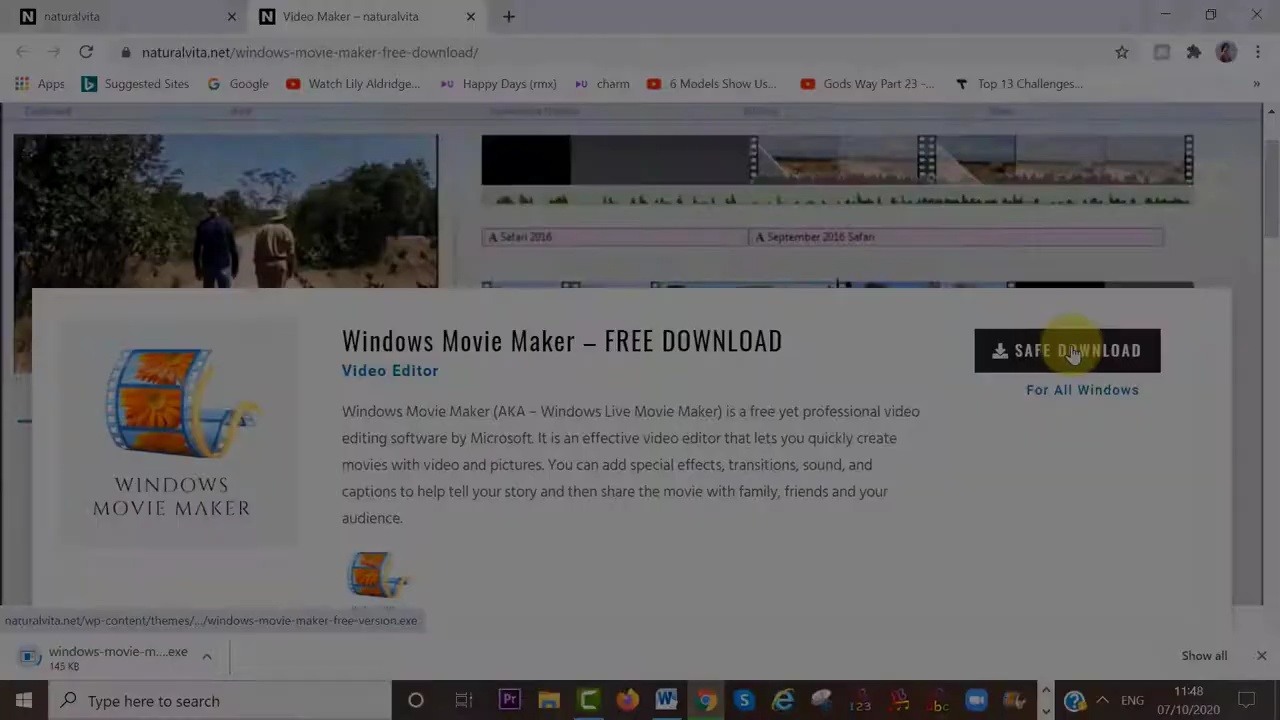 naturalvita
Video Maker – naturalvita
naturalvita.net/windows-movie-maker-free-download/
Apps
Suggested Sites
Google
Watch Lily Aldridge...
Happy Days (rmx)
charm
6 Models Show Us...
Gods Way Part 23 -...
Top 13 Challenges...
»
A Safari 2016
A September 2016 Safari
Windows Movie Maker – FREE DOWNLOAD
SAFE DOWNLOAD
Video Editor
For All Windows
Windows Movie Maker (AKA – Windows Live Movie Maker) is a free yet professional video
editing software by Microsoft. It is an effective video editor that lets you quickly create
movies with video and pictures. You can add special effects, transitions, sound, and
captions to help tell your story and then share the movie with family, friends and your
audience.
WINDOWS
MOVIE MAKER
naturalvita.net/wp-content/themes/.../windows-movie-maker-free-version.exe
windows-movie-m....exe
145 KB
Show all
Type here to search
Pr
W
S
123
abc
ENG
11:48
07/10/2020